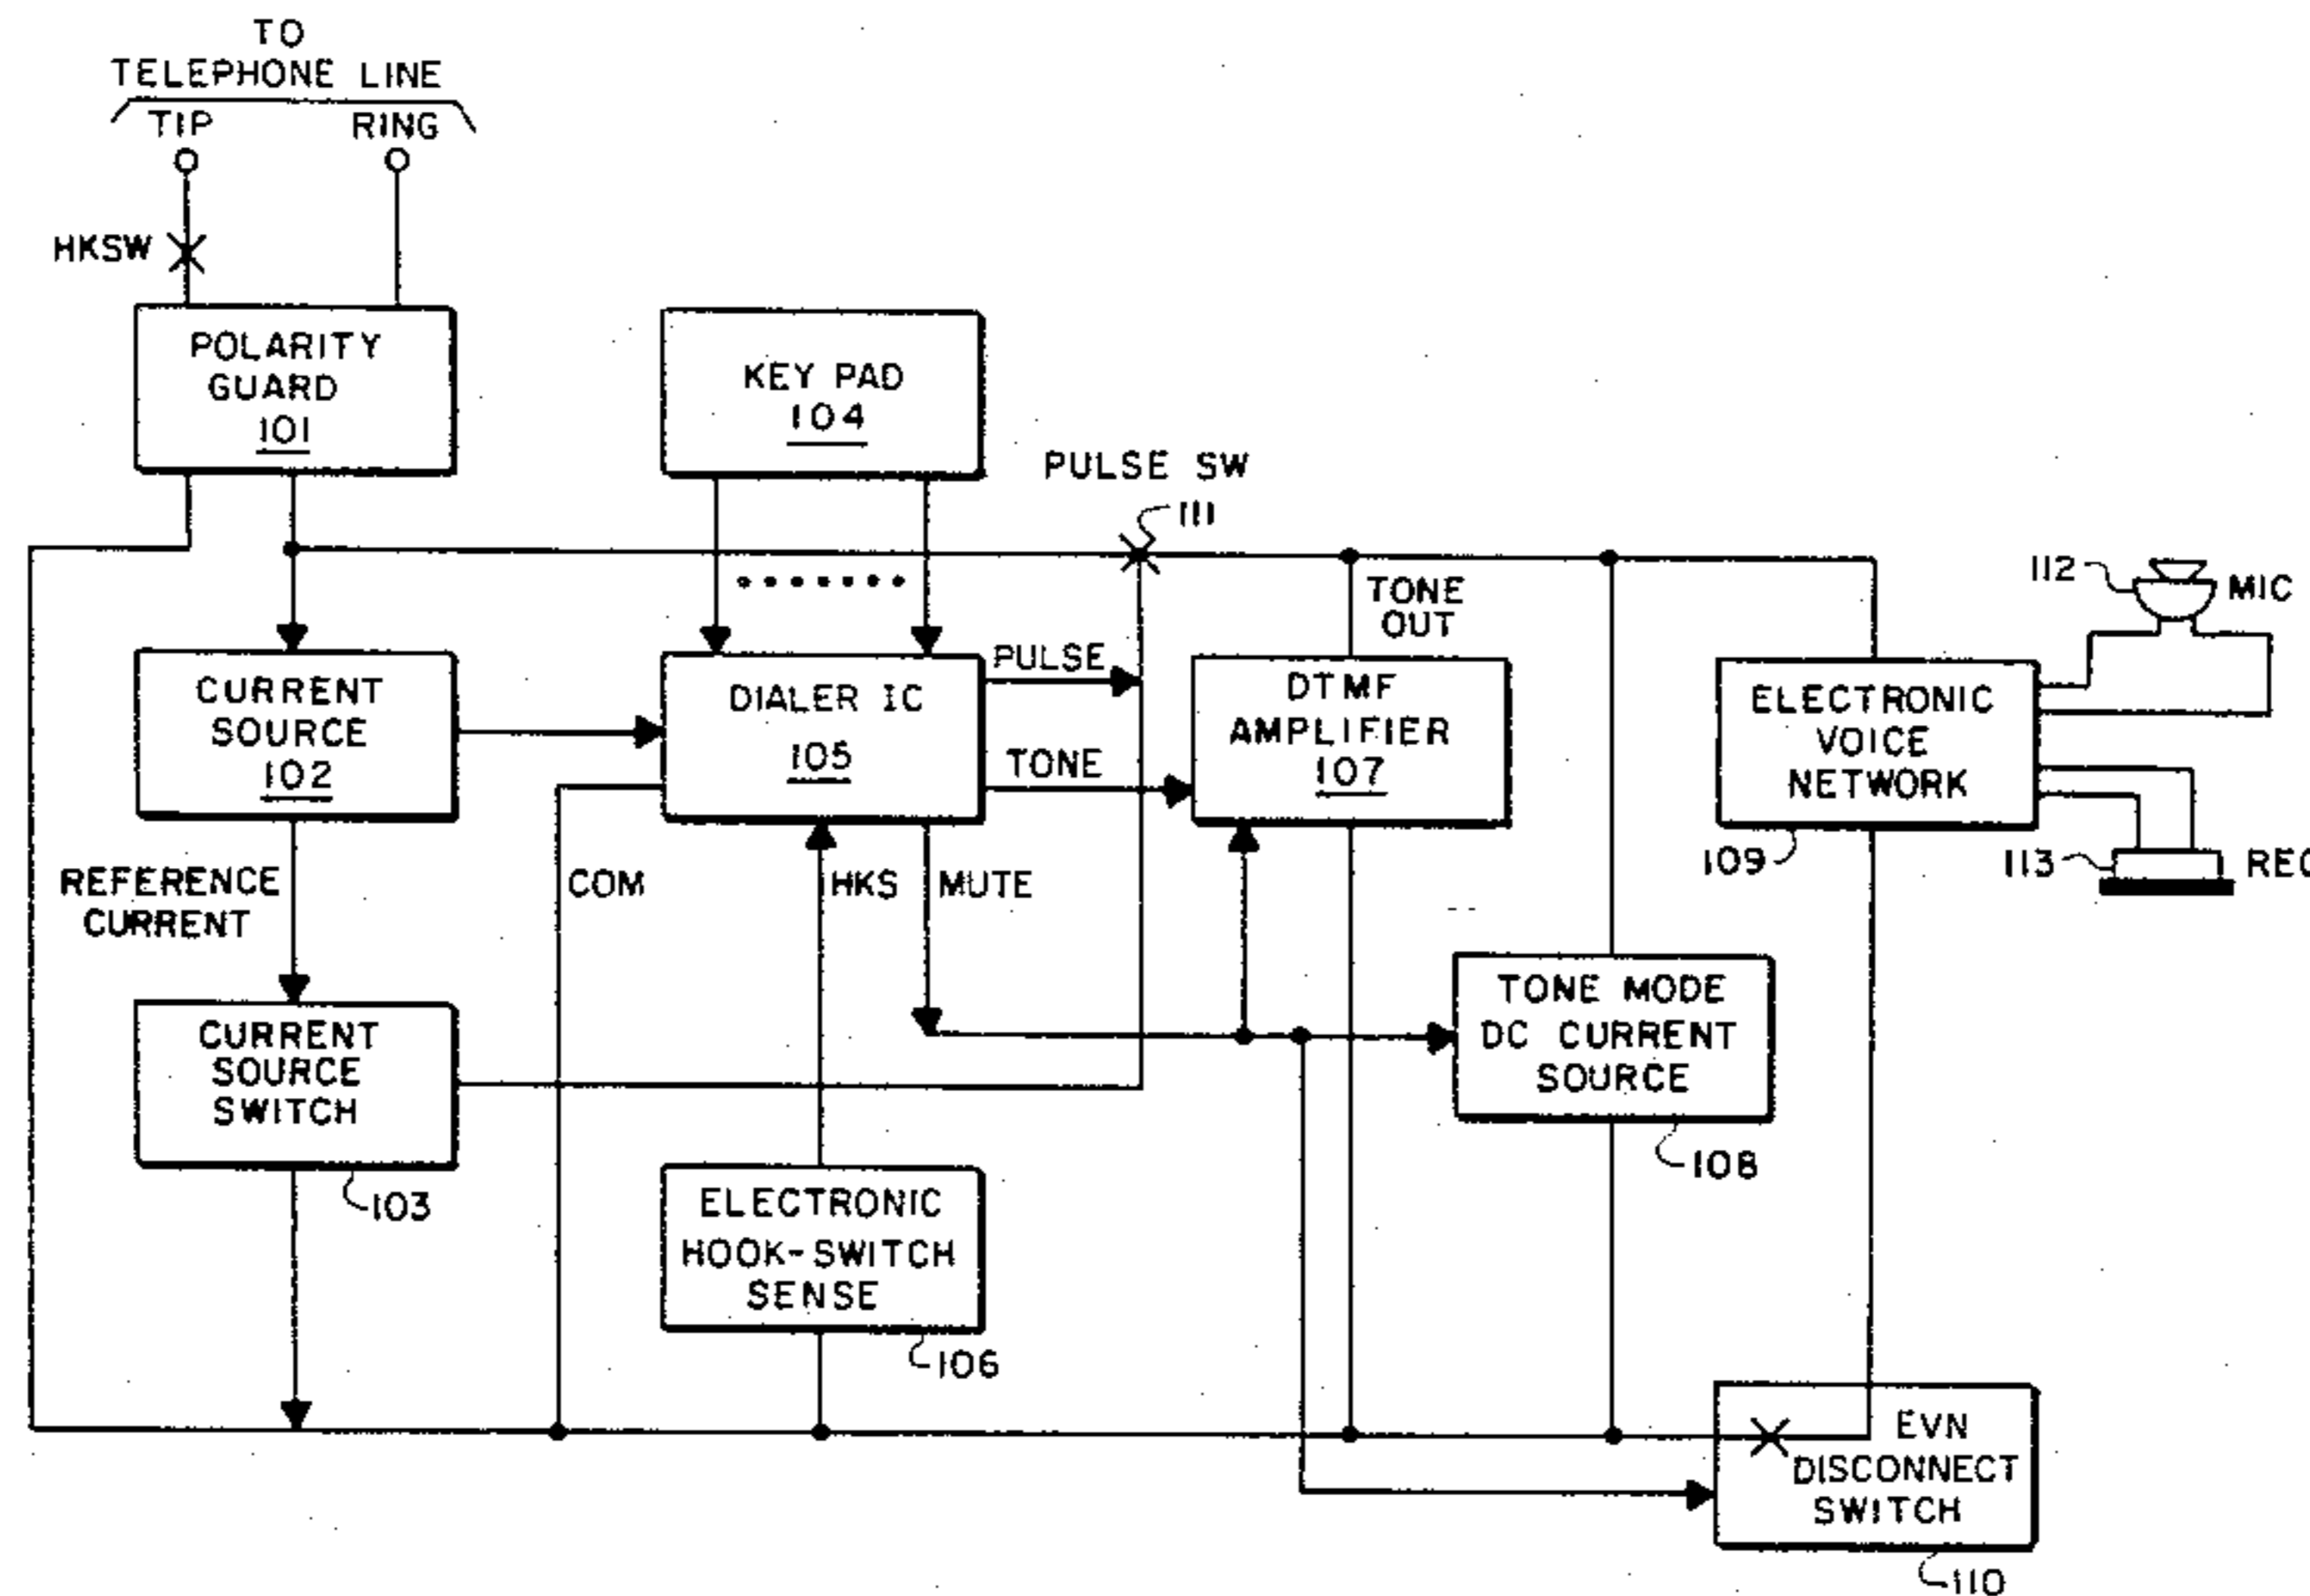 TO
TELEPHONE LINE
TIP
RING
HKSW
POLARITY
GUARD
101
KEY PAD
104
PULSE SW
111
CURRENT
SOURCE
102
DIALER IC
105
PULSE
TONE
TONE
OUT
DTMF
AMPLIFIER
107
ELECTRONIC
VOICE
NETWORK
109
112
MIC
113
REC
REFERENCE
CURRENT
COM
HKS
MUTE
CURRENT
SOURCE
SWITCH
103
TONE MODE
DC CURRENT
SOURCE
108
ELECTRONIC
HOOK-SWITCH
SENSE
106
EVN
DISCONNECT
SWITCH
110